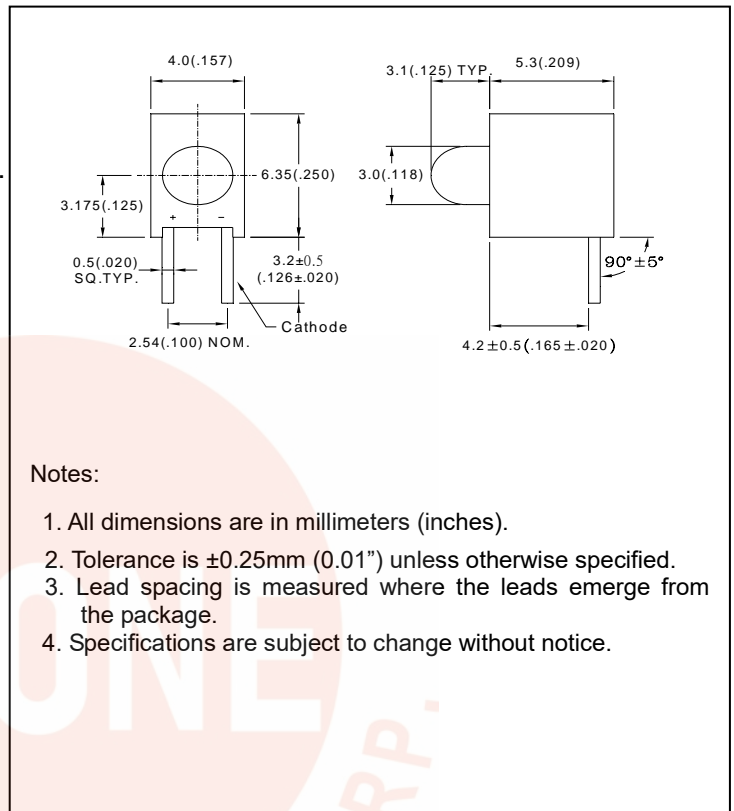 4.0(.157)
3.1(.125) TYP.
5.3(.209)
6.35(.250)
3.0(.118)
3.175(.125)
+ −
0.5(.020)
SQ.TYP.
3.2±0.5
(.126±.020)
90°±5°
Cathode
2.54(.100) NOM.
4.2±0.5(.165±.020)
Notes:
1. All dimensions are in millimeters (inches).
2. Tolerance is ±0.25mm (0.01”) unless otherwise specified.
3. Lead spacing is measured where the leads emerge from
the package.
4. Specifications are subject to change without notice.
ONE
RP.